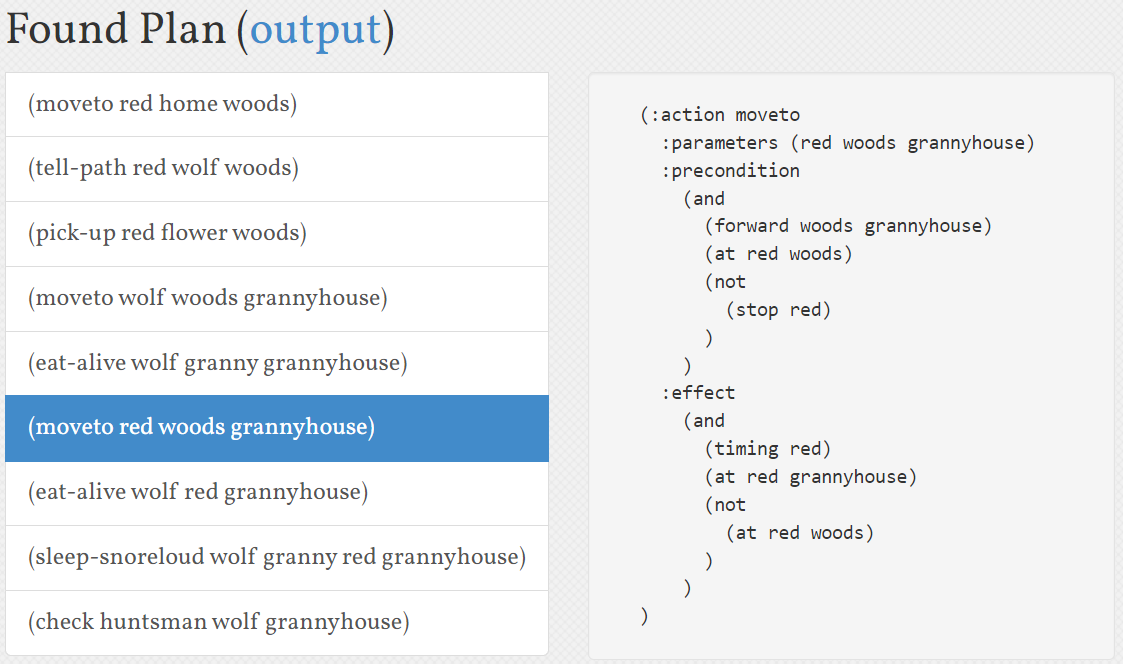 Found Plan (output)
(moveto red home woods)
(tell-path red wolf woods)
(pick-up red flower woods)
(moveto wolf woods grannyhouse)
(eat-alive wolf granny grannyhouse)
(moveto red woods grannyhouse)
(eat-alive wolf red grannyhouse)
(sleep-snoreloud wolf granny red grannyhouse)
(check huntsman wolf grannyhouse)
(:action moveto
:parameters (red woods grannyhouse)
:precondition
(and
(forward woods grannyhouse)
(at red woods)
(not
(stop red)
)
)
:effect
(and
(timing red)
(at red grannyhouse)
(not
(at red woods)
)
)
)